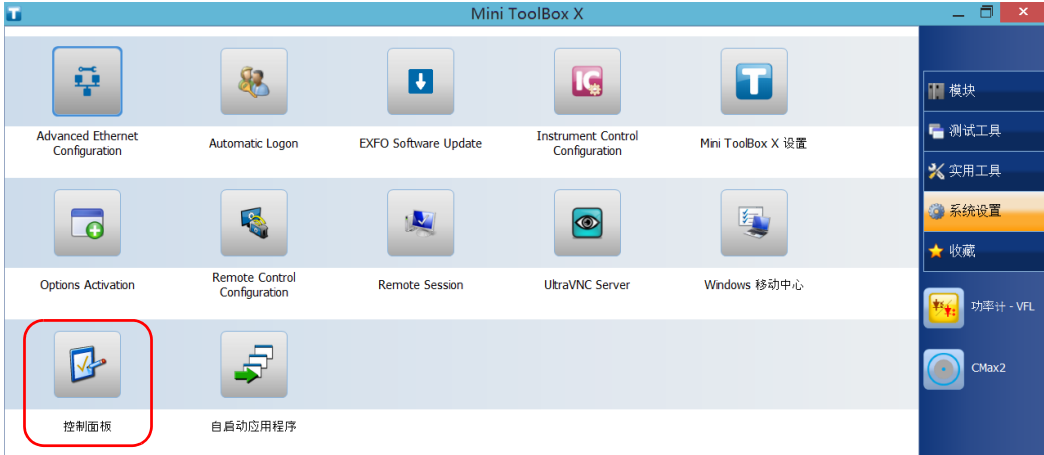 Mini ToolBox X
Advanced Ethernet
Configuration
Automatic Logon
EXFO Software Update
Instrument Control
Configuration
Mini ToolBox X 设置
Options Activation
Remote Control
Configuration
Remote Session
UltraVNC Server
Windows 移动中心
控制面板
自启动应用程序
模块
测试工具
实用工具
系统设置
收藏
功率计 - VFL
CMax2